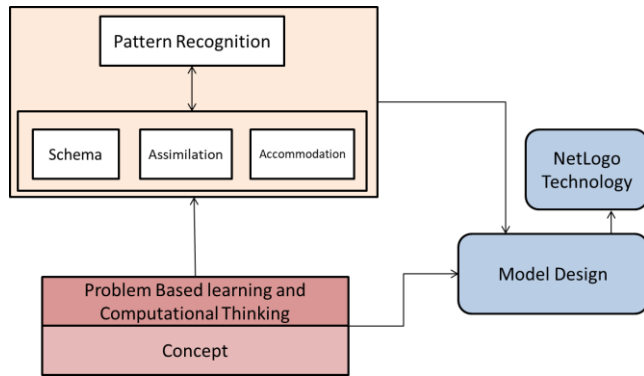 Pattern Recognition
Schema
Assimilation
Accommodation
NetLogo
Technology
Model Design
Problem Based learning and
Computational Thinking
Concept